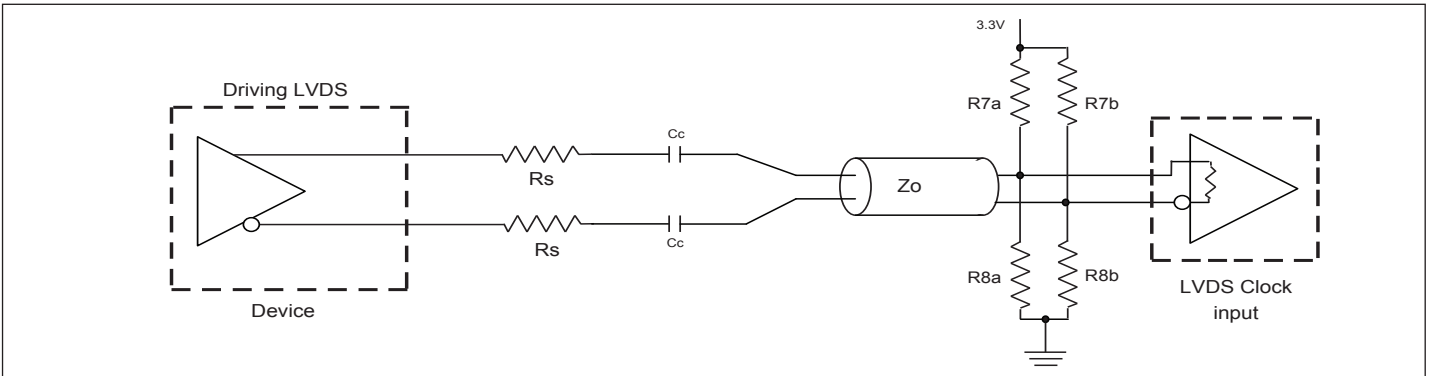 3.3V
Driving LVDS
R7a
R7b
Cc
Rs
Zo
Cc
Rs
R8a
R8b
LVDS Clock
input
Device